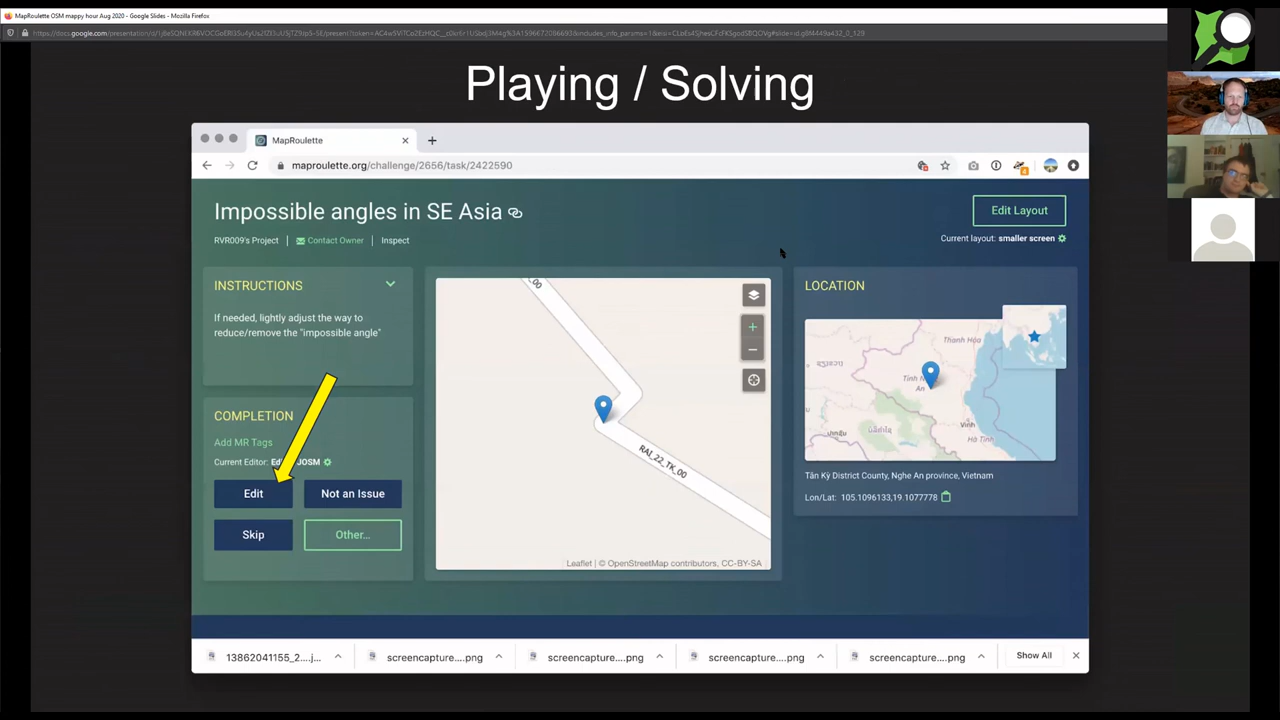 MapRoulette OSM mappy hour Aug 2020 - Google Slides - Mozilla Firefox
Playing / Solving
MapRoulette
maproulette.org/challenge/2656/task/2422590
4
Impossible angles in SE Asia
Edit Layout
RVR009's Project
Contact Owner
Inspect
Current layout: smaller screen
INSTRUCTIONS
If needed, lightly adjust the way to
reduce/remove the "impossible angle"
COMPLETION
Add MR Tags
Current Editor: JOSM
Edit
Not an Issue
Skip
Other...
_00
RAI_22_TK_00
+
−
Leaflet | © OpenStreetMap contributors, CC-BY-SA
LOCATION
Thanh Hóa
Vinh
Hà Tĩnh
Tân Kỳ District County, Nghe An province, Vietnam
Lon/Lat: 105.1096133,19.1077778
13862041155_2....j...
screencapture....png
screencapture....png
screencapture....png
screencapture....png
Show All